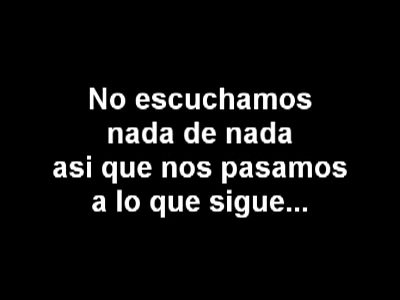 No escuchamos
nada de nada
asi que nos pasamos
a lo que sigue...